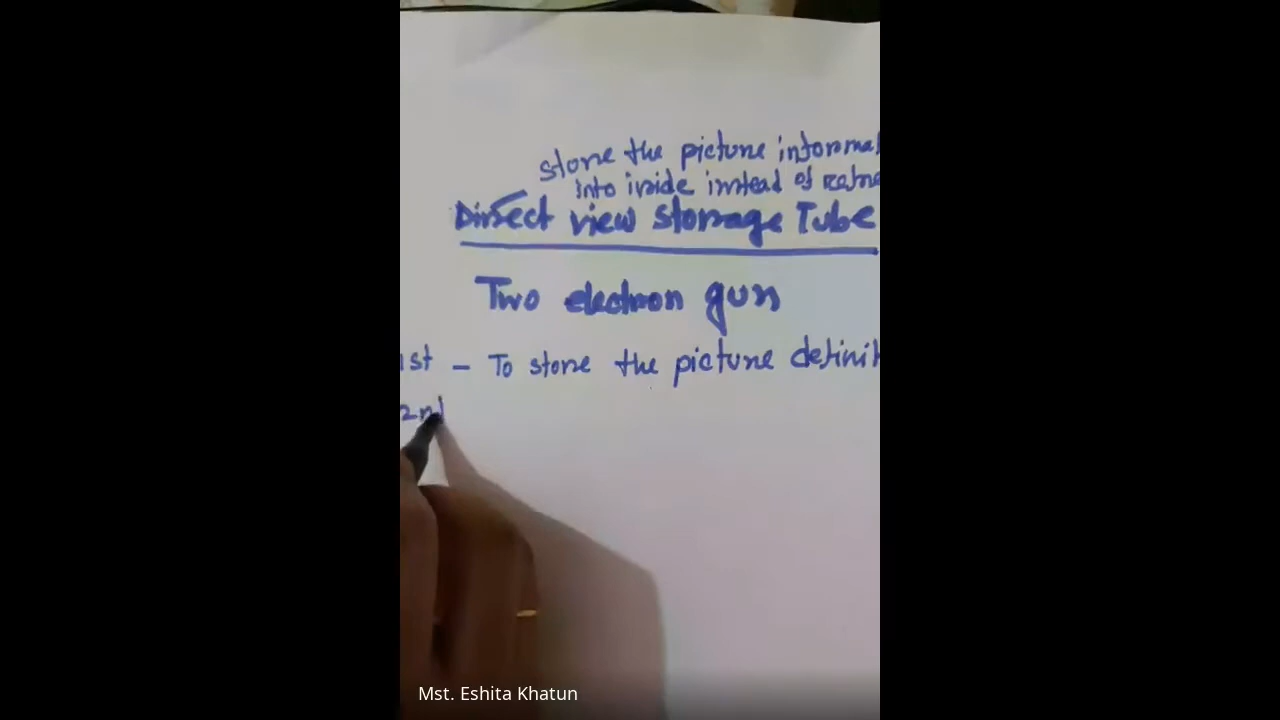 store the picture informat
into inside instead of refre
Direct view storage Tube
Two electron gun
1st - To store the picture definit
2nd
Mst. Eshita Khatun